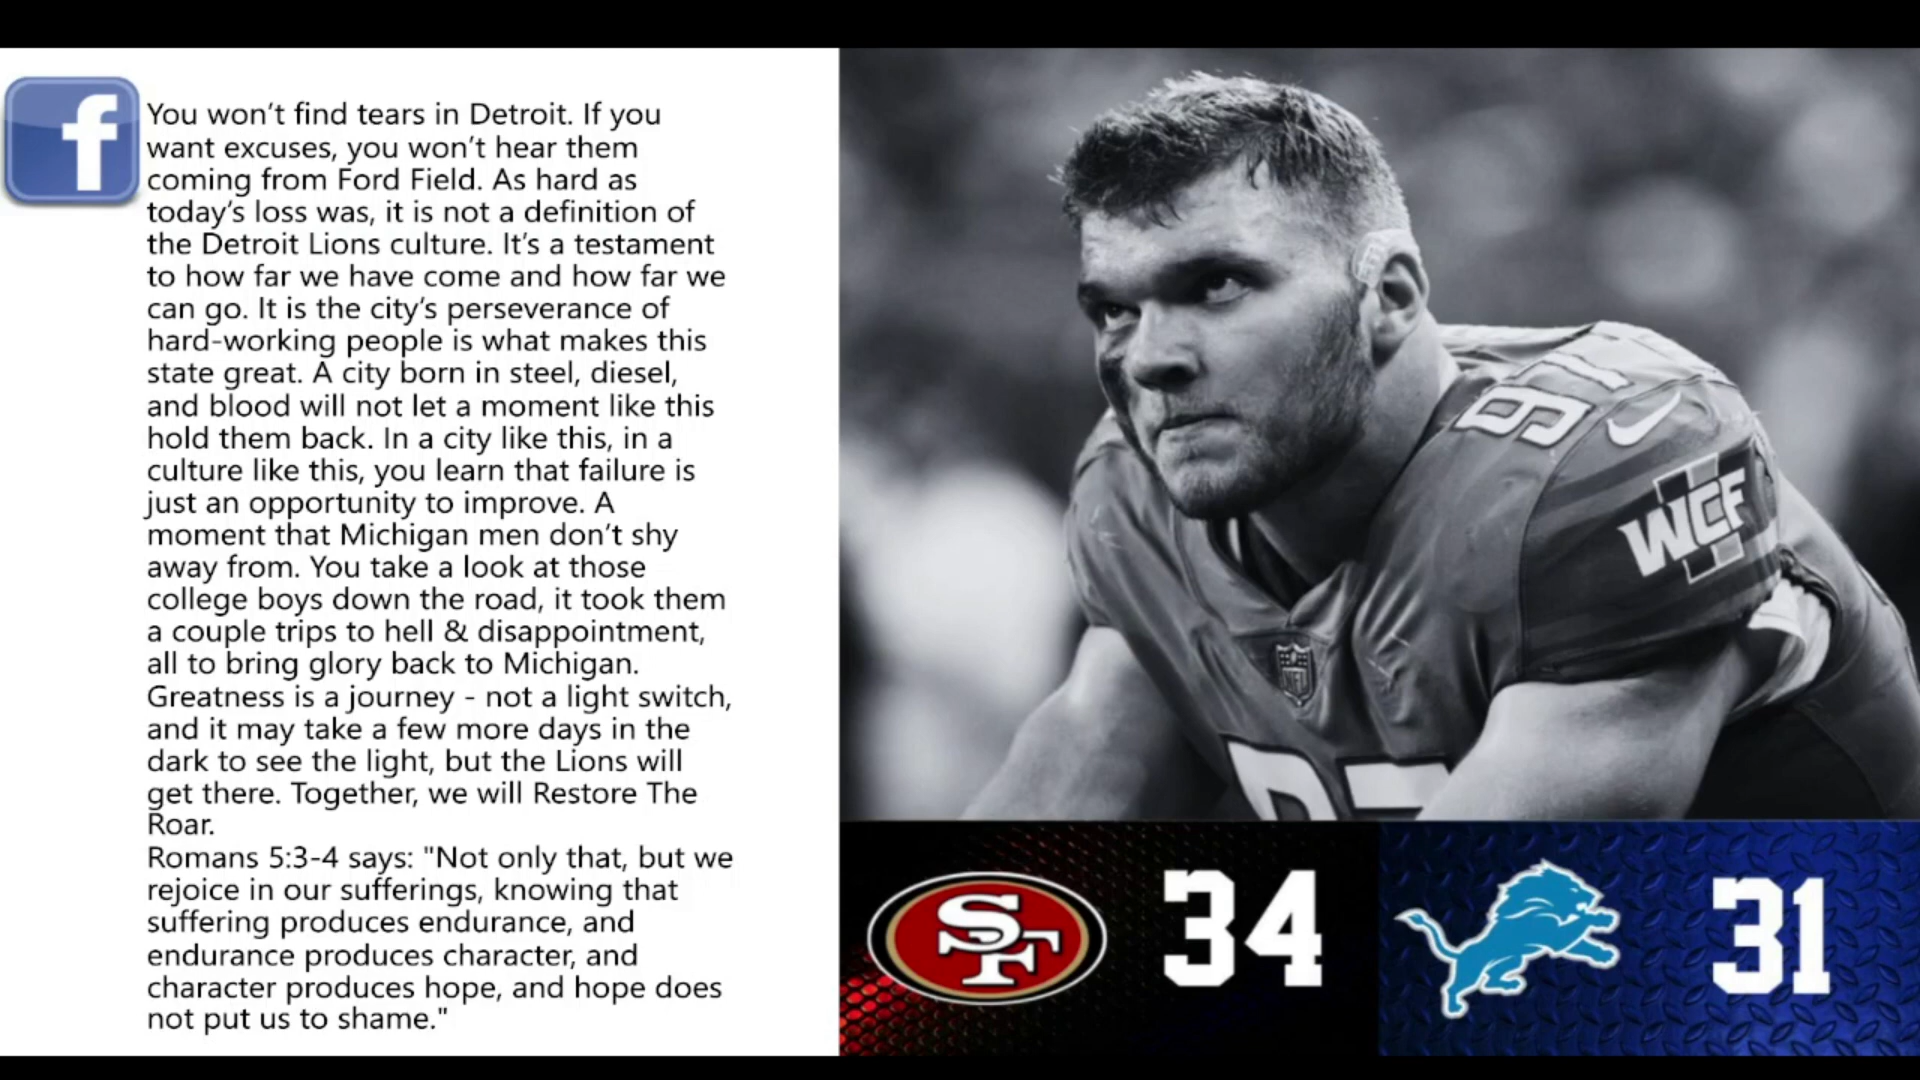 f
You won’t find tears in Detroit. If you
want excuses, you won’t hear them
coming from Ford Field. As hard as
today’s loss was, it is not a definition of
the Detroit Lions culture. It’s a testament
to how far we have come and how far we
can go. It is the city’s perseverance of
hard-working people is what makes this
state great. A city born in steel, diesel,
and blood will not let a moment like this
hold them back. In a city like this, in a
culture like this, you learn that failure is
just an opportunity to improve. A
moment that Michigan men don’t shy
away from. You take a look at those
college boys down the road, it took them
a couple trips to hell & disappointment,
all to bring glory back to Michigan.
Greatness is a journey - not a light switch,
and it may take a few more days in the
dark to see the light, but the Lions will
get there. Together, we will Restore The
Roar.
Romans 5:3-4 says: "Not only that, but we
rejoice in our sufferings, knowing that
suffering produces endurance, and
endurance produces character, and
character produces hope, and hope does
not put us to shame."
97
WCF
NFL
97
SF
34
31